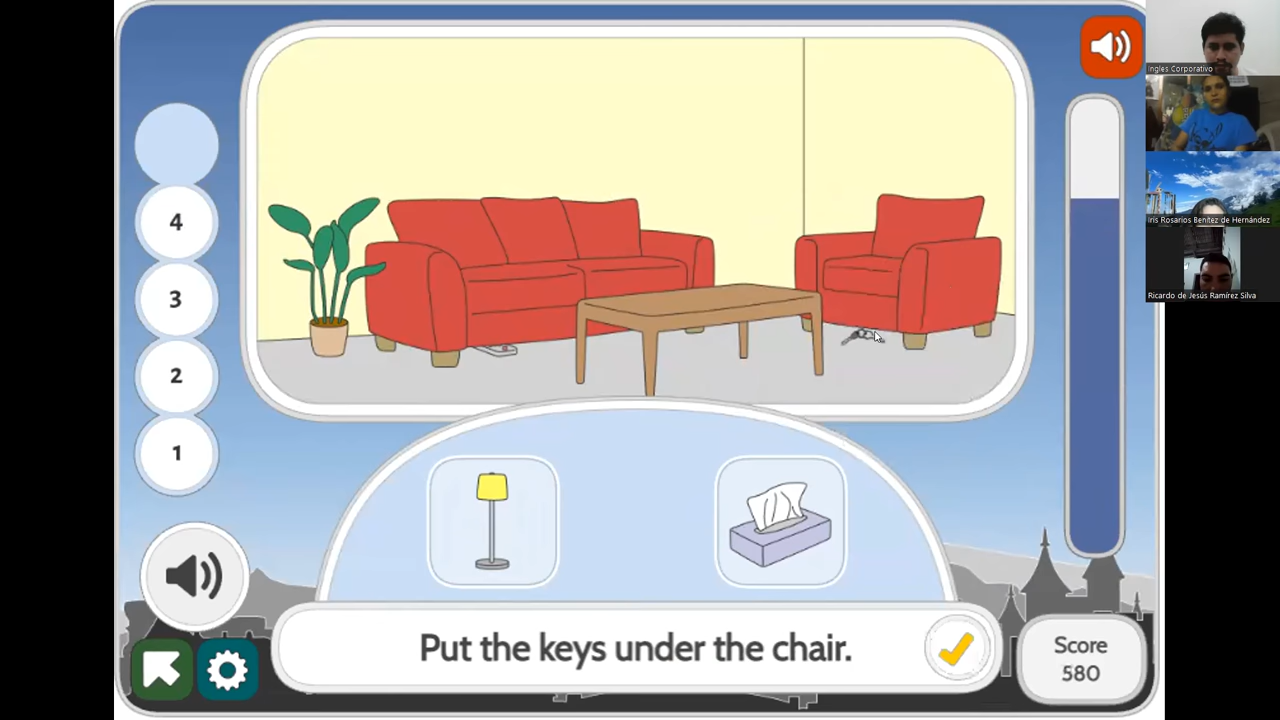 4
3
2
1
Put the keys under the chair.
Score
580
Ingles Corporativo
Iris Rosarios Benítez de Hernández
Ricardo de Jesús Ramírez Silva